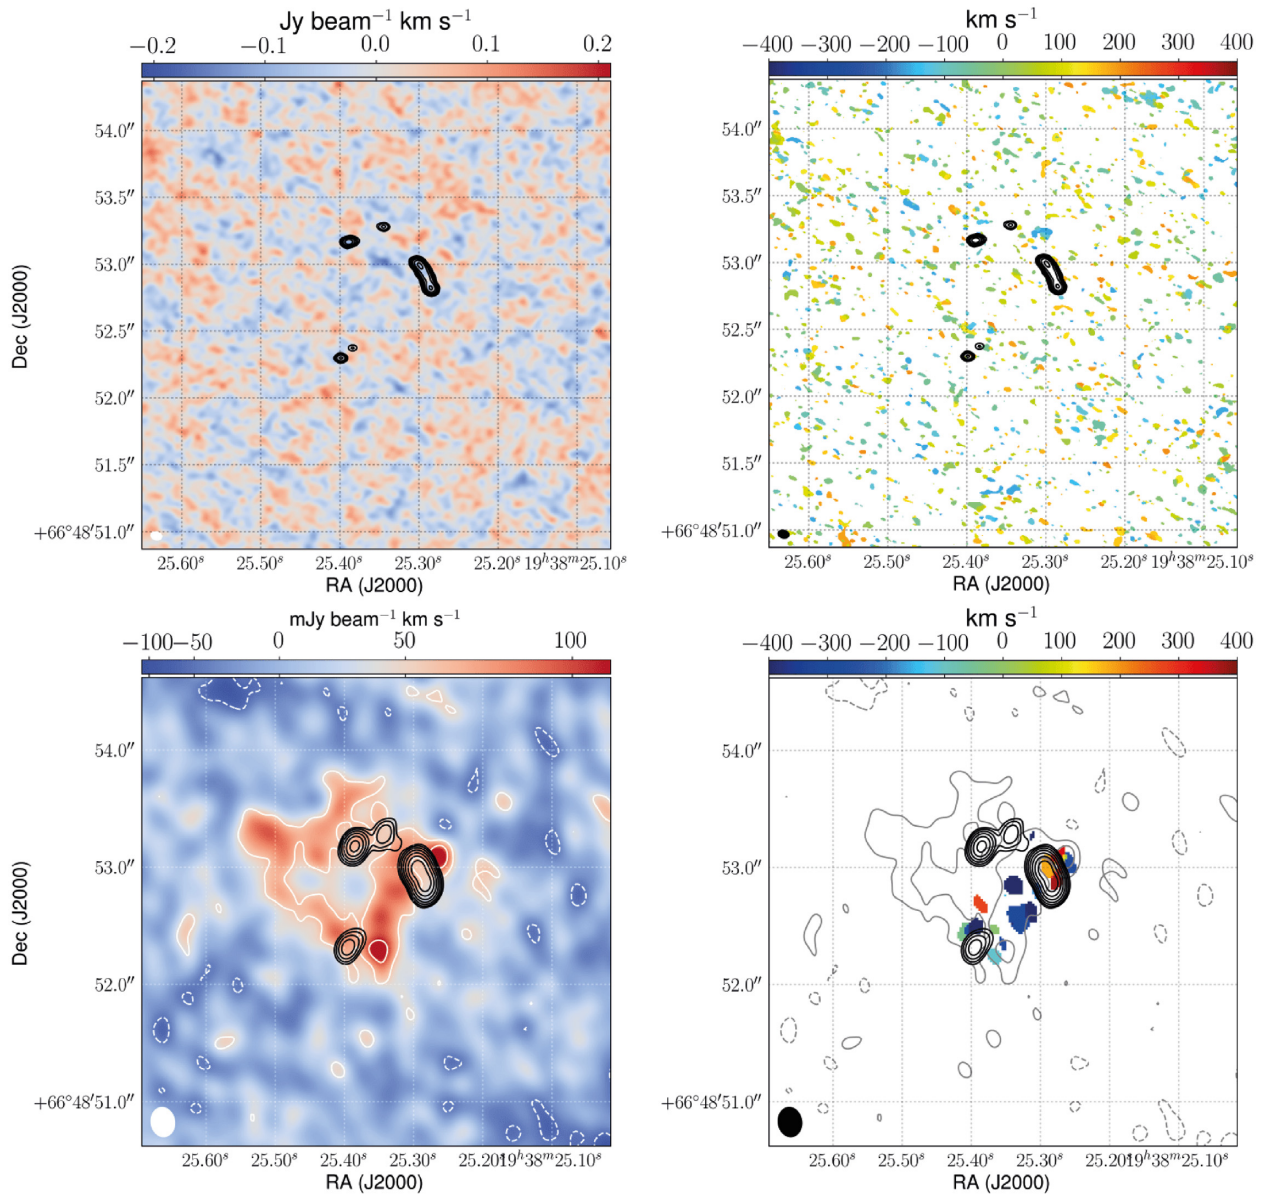 Jy beam⁻¹ km s⁻¹
−0.2 −0.1 0.0 0.1 0.2
54.0″
53.5″
53.0″
52.5″
52.0″
51.5″
+66°48′51.0″
Dec (J2000)
25.60ˢ 25.50ˢ 25.40ˢ 25.30ˢ 25.20ˢ 19ʰ38ᵐ25.10ˢ
RA (J2000)
km s⁻¹
−400 −300 −200 −100 0 100 200 300 400
54.0″
53.5″
53.0″
52.5″
52.0″
51.5″
+66°48′51.0″
25.60ˢ 25.50ˢ 25.40ˢ 25.30ˢ 25.20ˢ 19ʰ38ᵐ25.10ˢ
RA (J2000)
mJy beam⁻¹ km s⁻¹
−100 −50 0 50 100
54.0″
53.0″
52.0″
+66°48′51.0″
Dec (J2000)
25.60ˢ 25.50ˢ 25.40ˢ 25.30ˢ 25.20ˢ 19ʰ38ᵐ25.10ˢ
RA (J2000)
km s⁻¹
−400 −300 −200 −100 0 100 200 300 400
54.0″
53.0″
52.0″
+66°48′51.0″
25.60ˢ 25.50ˢ 25.40ˢ 25.30ˢ 25.20ˢ 19ʰ38ᵐ25.10ˢ
RA (J2000)